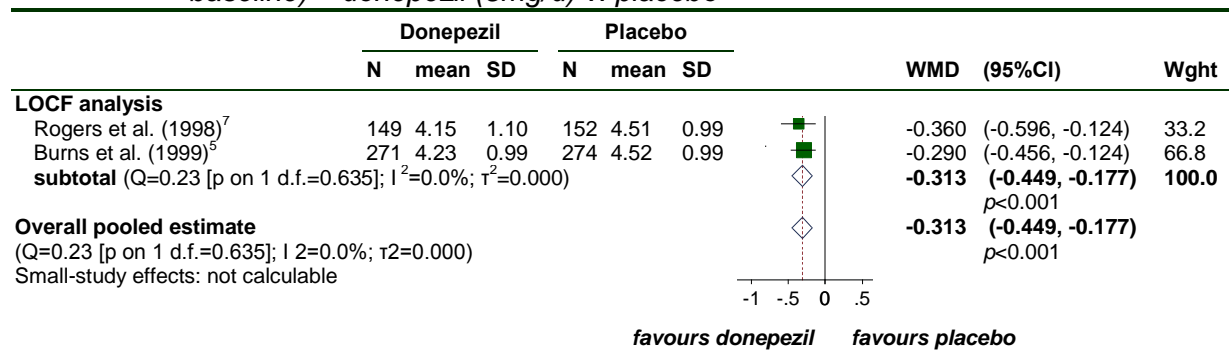 baseline) – donepezil (5mg/d) v. placebo
Donepezil Placebo
N mean SD N mean SD WMD (95%CI) Wght
LOCF analysis
Rogers et al. (1998)7 149 4.15 1.10 152 4.51 0.99 -0.360 (-0.596, -0.124) 33.2
Burns et al. (1999)5 271 4.23 0.99 274 4.52 0.99 -0.290 (-0.456, -0.124) 66.8
subtotal (Q=0.23 [p on 1 d.f.=0.635]; I2=0.0%; τ2=0.000) -0.313 (-0.449, -0.177) 100.0
p<0.001
Overall pooled estimate -0.313 (-0.449, -0.177)
(Q=0.23 [p on 1 d.f.=0.635]; I 2=0.0%; τ2=0.000) p<0.001
Small-study effects: not calculable
-1 -.5 0 .5
favours donepezil favours placebo